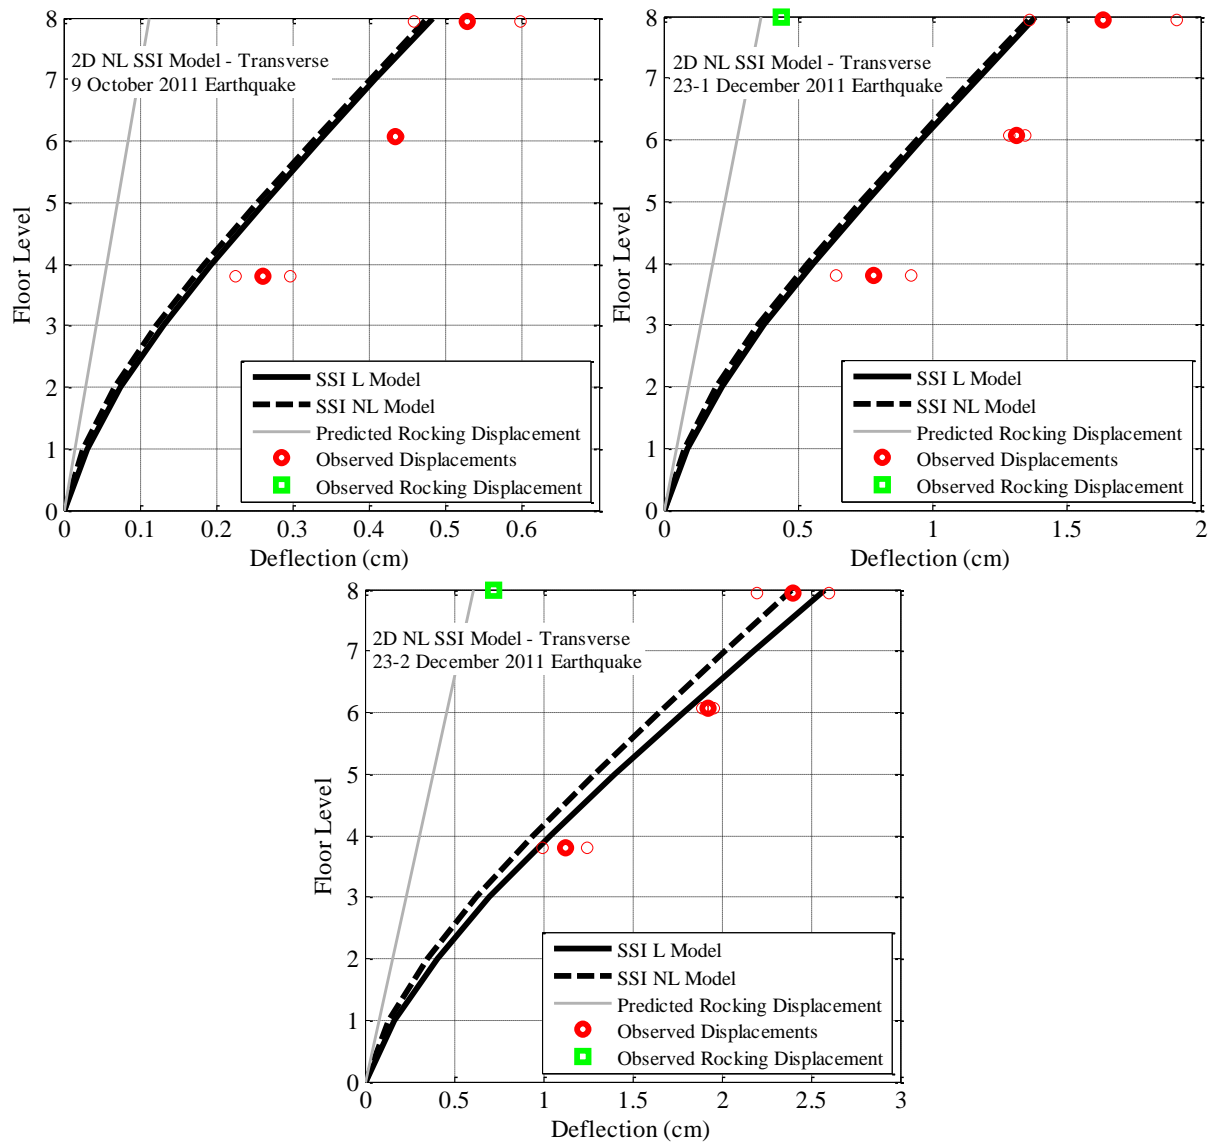 8
7
6
5
4
3
2
1
0
Floor Level
2D NL SSI Model - Transverse
9 October 2011 Earthquake
SSI L Model
SSI NL Model
Predicted Rocking Displacement
Observed Displacements
Observed Rocking Displacement
0 0.1 0.2 0.3 0.4 0.5 0.6
Deflection (cm)
8
7
6
5
4
3
2
1
0
Floor Level
2D NL SSI Model - Transverse
23-1 December 2011 Earthquake
SSI L Model
SSI NL Model
Predicted Rocking Displacement
Observed Displacements
Observed Rocking Displacement
0 0.5 1 1.5 2
Deflection (cm)
8
7
6
5
4
3
2
1
0
Floor Level
2D NL SSI Model - Transverse
23-2 December 2011 Earthquake
SSI L Model
SSI NL Model
Predicted Rocking Displacement
Observed Displacements
Observed Rocking Displacement
0 0.5 1 1.5 2 2.5 3
Deflection (cm)